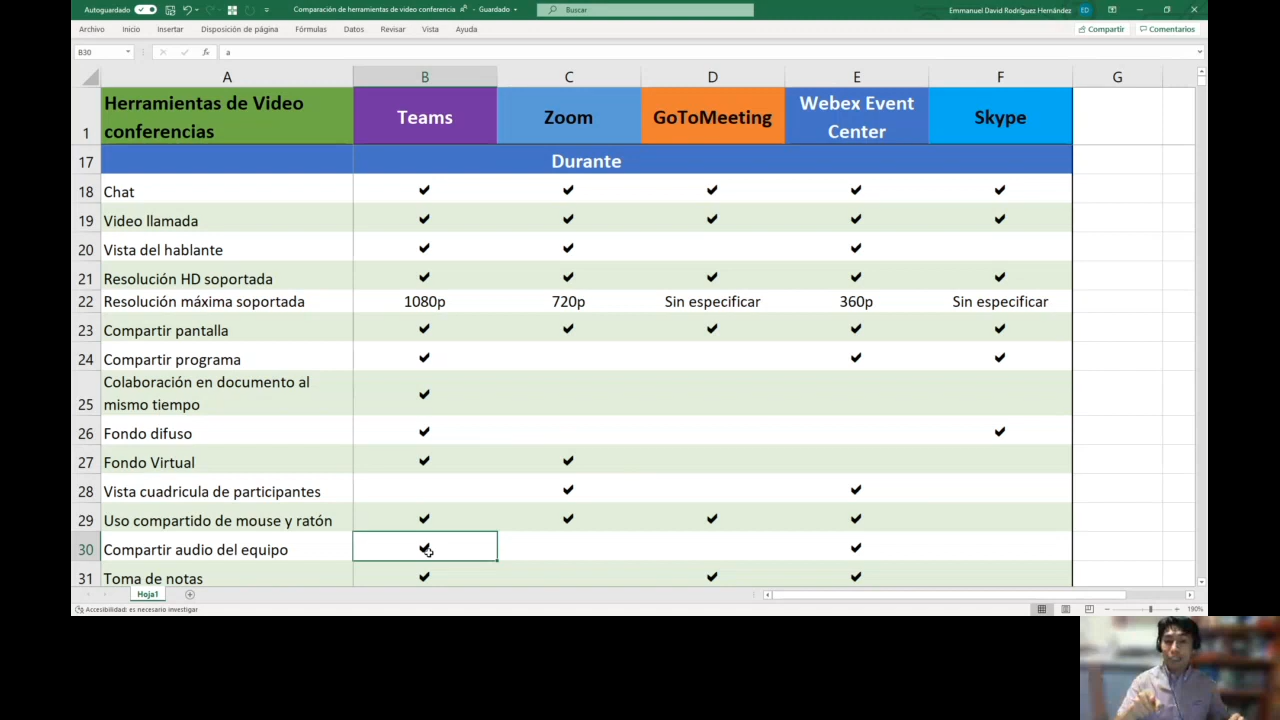 Autoguardado
Comparación de herramientas de video conferencia
- Guardado
Buscar
Emmanuel David Rodríguez Hernández
ED
Archivo Inicio Insertar Disposición de página Fórmulas Datos Revisar Vista Ayuda
Compartir
Comentarios
B30
fx
a
A B C D E F G
1 Herramientas de Video conferencias Teams Zoom GoToMeeting Webex Event Center Skype
17 Durante
18 Chat ✔ ✔ ✔ ✔ ✔
19 Video llamada ✔ ✔ ✔ ✔ ✔
20 Vista del hablante ✔ ✔ ✔
21 Resolución HD soportada ✔ ✔ ✔ ✔ ✔
22 Resolución máxima soportada 1080p 720p Sin especificar 360p Sin especificar
23 Compartir pantalla ✔ ✔ ✔ ✔ ✔
24 Compartir programa ✔ ✔ ✔
25 Colaboración en documento al mismo tiempo ✔
26 Fondo difuso ✔ ✔
27 Fondo Virtual ✔ ✔
28 Vista cuadricula de participantes ✔ ✔
29 Uso compartido de mouse y ratón ✔ ✔ ✔ ✔
30 Compartir audio del equipo ✔ ✔
31 Toma de notas ✔ ✔ ✔
Hoja1
Accesibilidad: es necesario investigar
190%